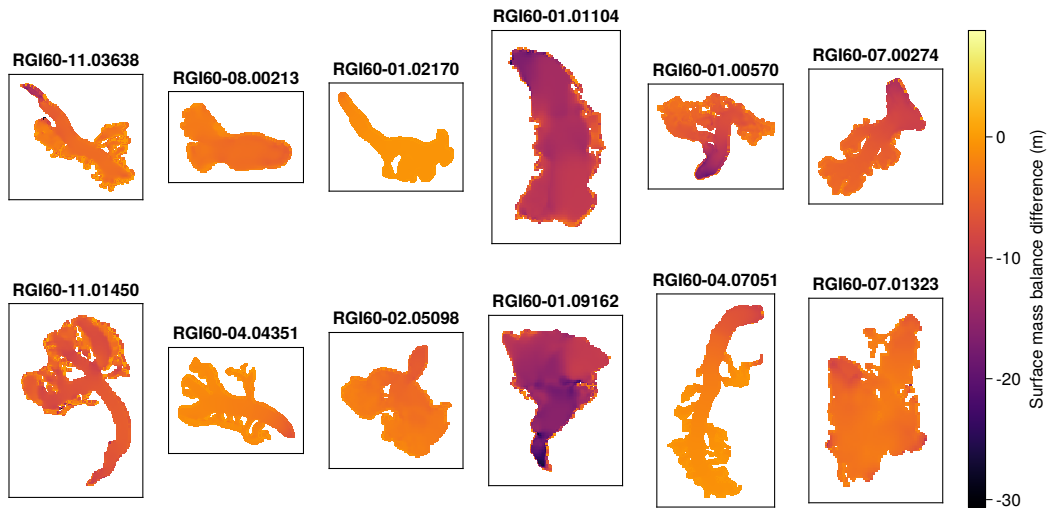 RGI60-11.03638
RGI60-08.00213
RGI60-01.02170
RGI60-01.01104
RGI60-01.00570
RGI60-07.00274
RGI60-11.01450
RGI60-04.04351
RGI60-02.05098
RGI60-01.09162
RGI60-04.07051
RGI60-07.01323
0
-10
-20
-30
Surface mass balance difference (m)